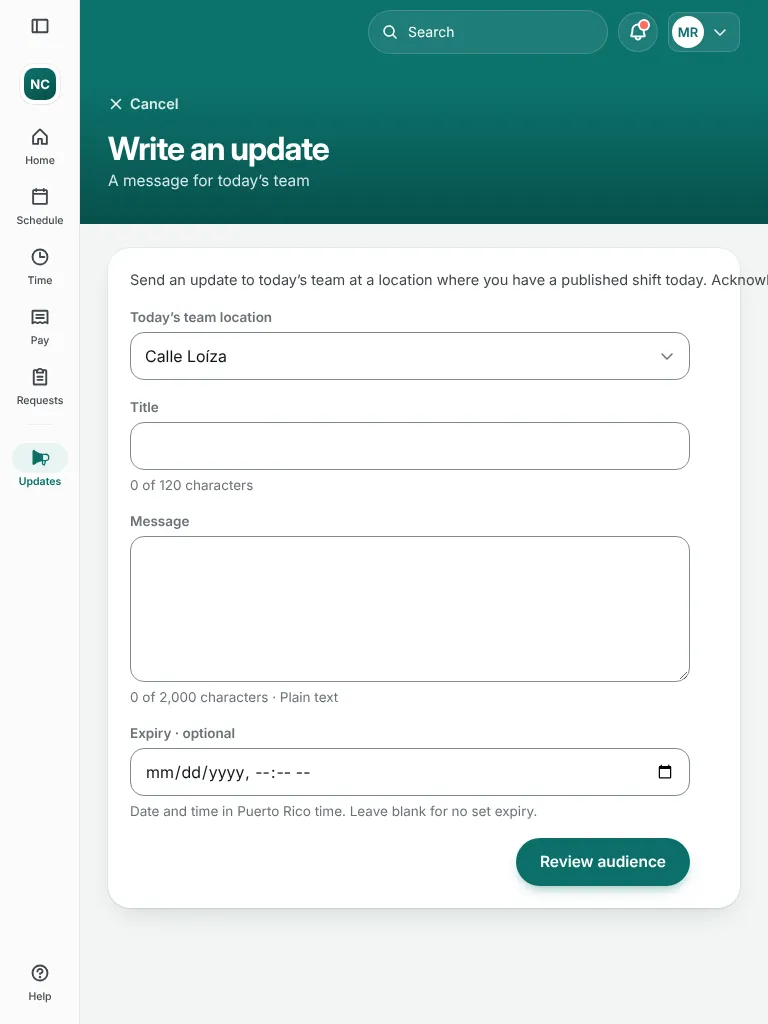 Search
MR
NC
Cancel
Write an update
A message for today’s team
Home
Schedule
Time
Pay
Requests
Updates
Help
Send an update to today’s team at a location where you have a published shift today.
Today’s team location
Calle Loíza
Title
0 of 120 characters
Message
0 of 2,000 characters · Plain text
Expiry · optional
mm/dd/yyyy, --:-- --
Date and time in Puerto Rico time. Leave blank for no set expiry.
Review audience